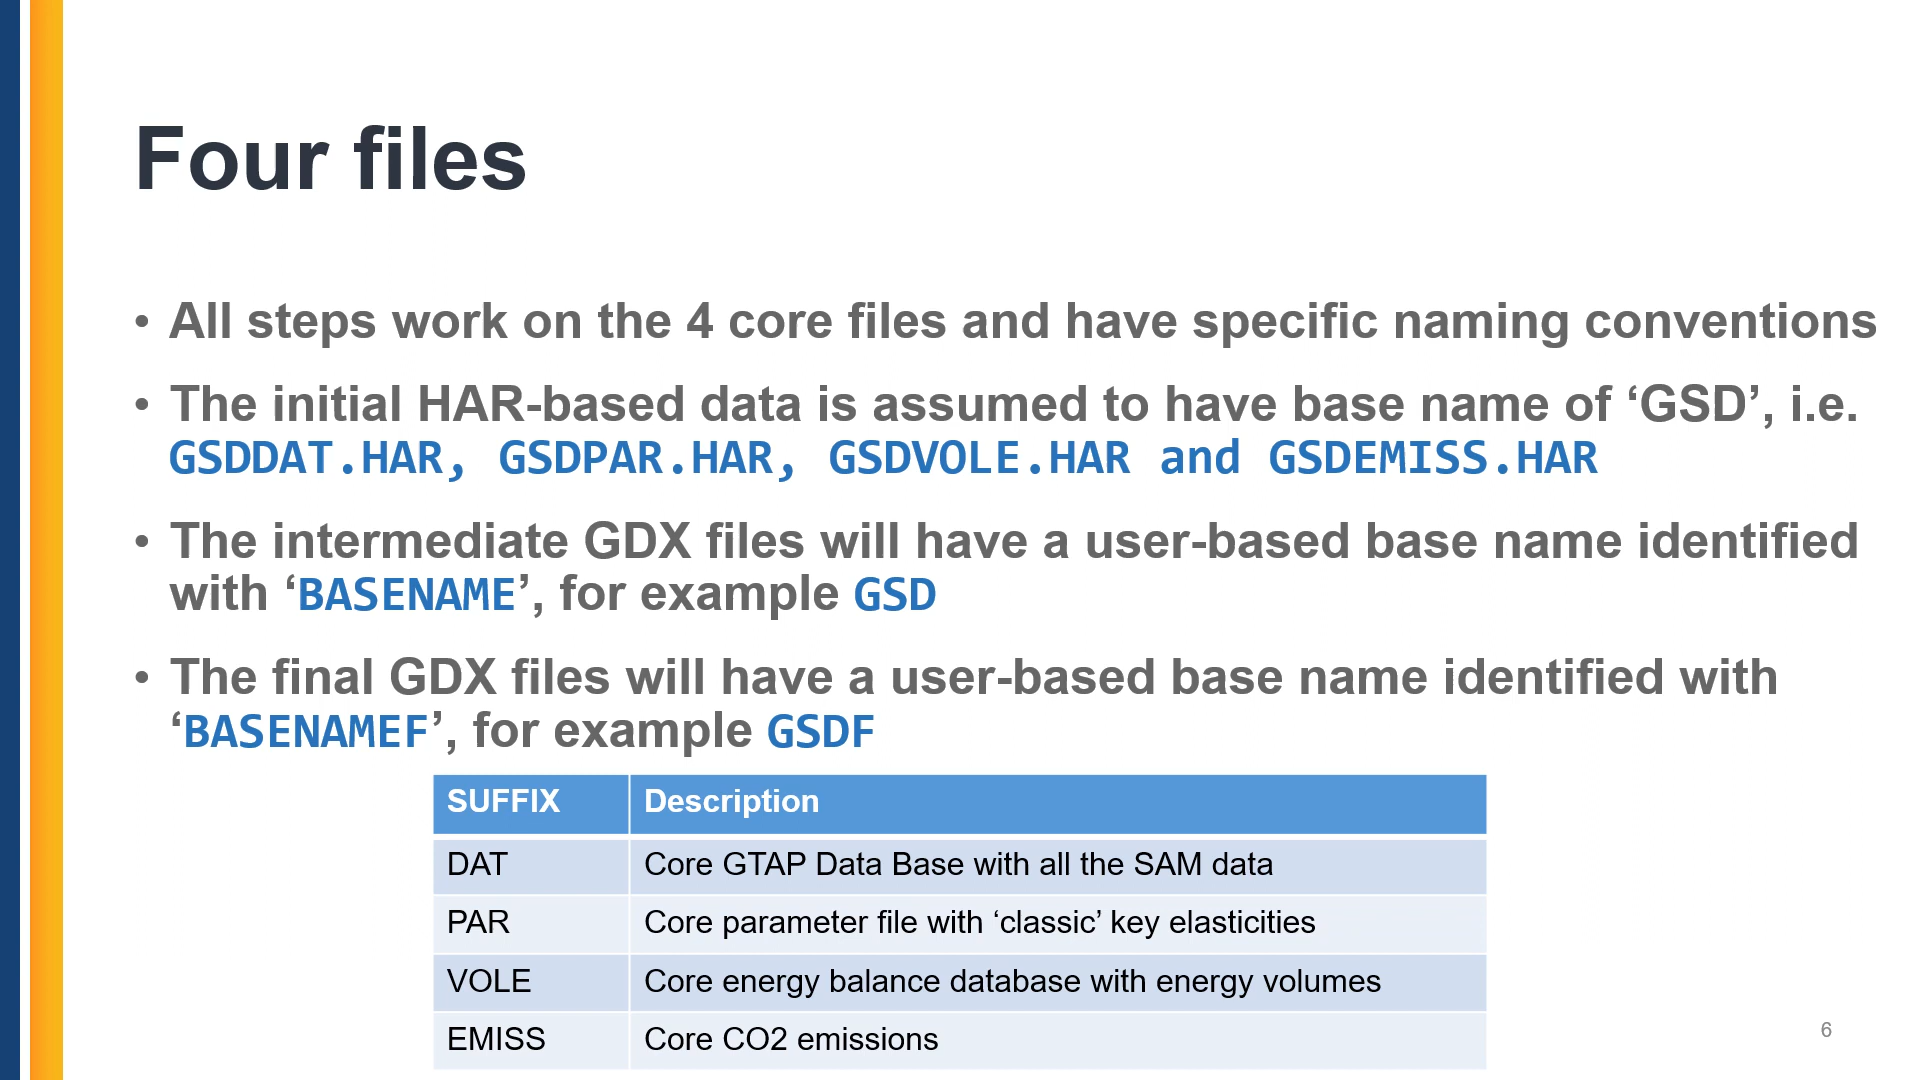 Four files
• All steps work on the 4 core files and have specific naming conventions
• The initial HAR-based data is assumed to have base name of ‘GSD’, i.e.
GSDDAT.HAR, GSDPAR.HAR, GSDVOLE.HAR and GSDEMISS.HAR
• The intermediate GDX files will have a user-based base name identified
with ‘BASENAME’, for example GSD
• The final GDX files will have a user-based base name identified with
‘BASENAMEF’, for example GSDF
SUFFIX Description
DAT Core GTAP Data Base with all the SAM data
PAR Core parameter file with ‘classic’ key elasticities
VOLE Core energy balance database with energy volumes
EMISS Core CO2 emissions
6